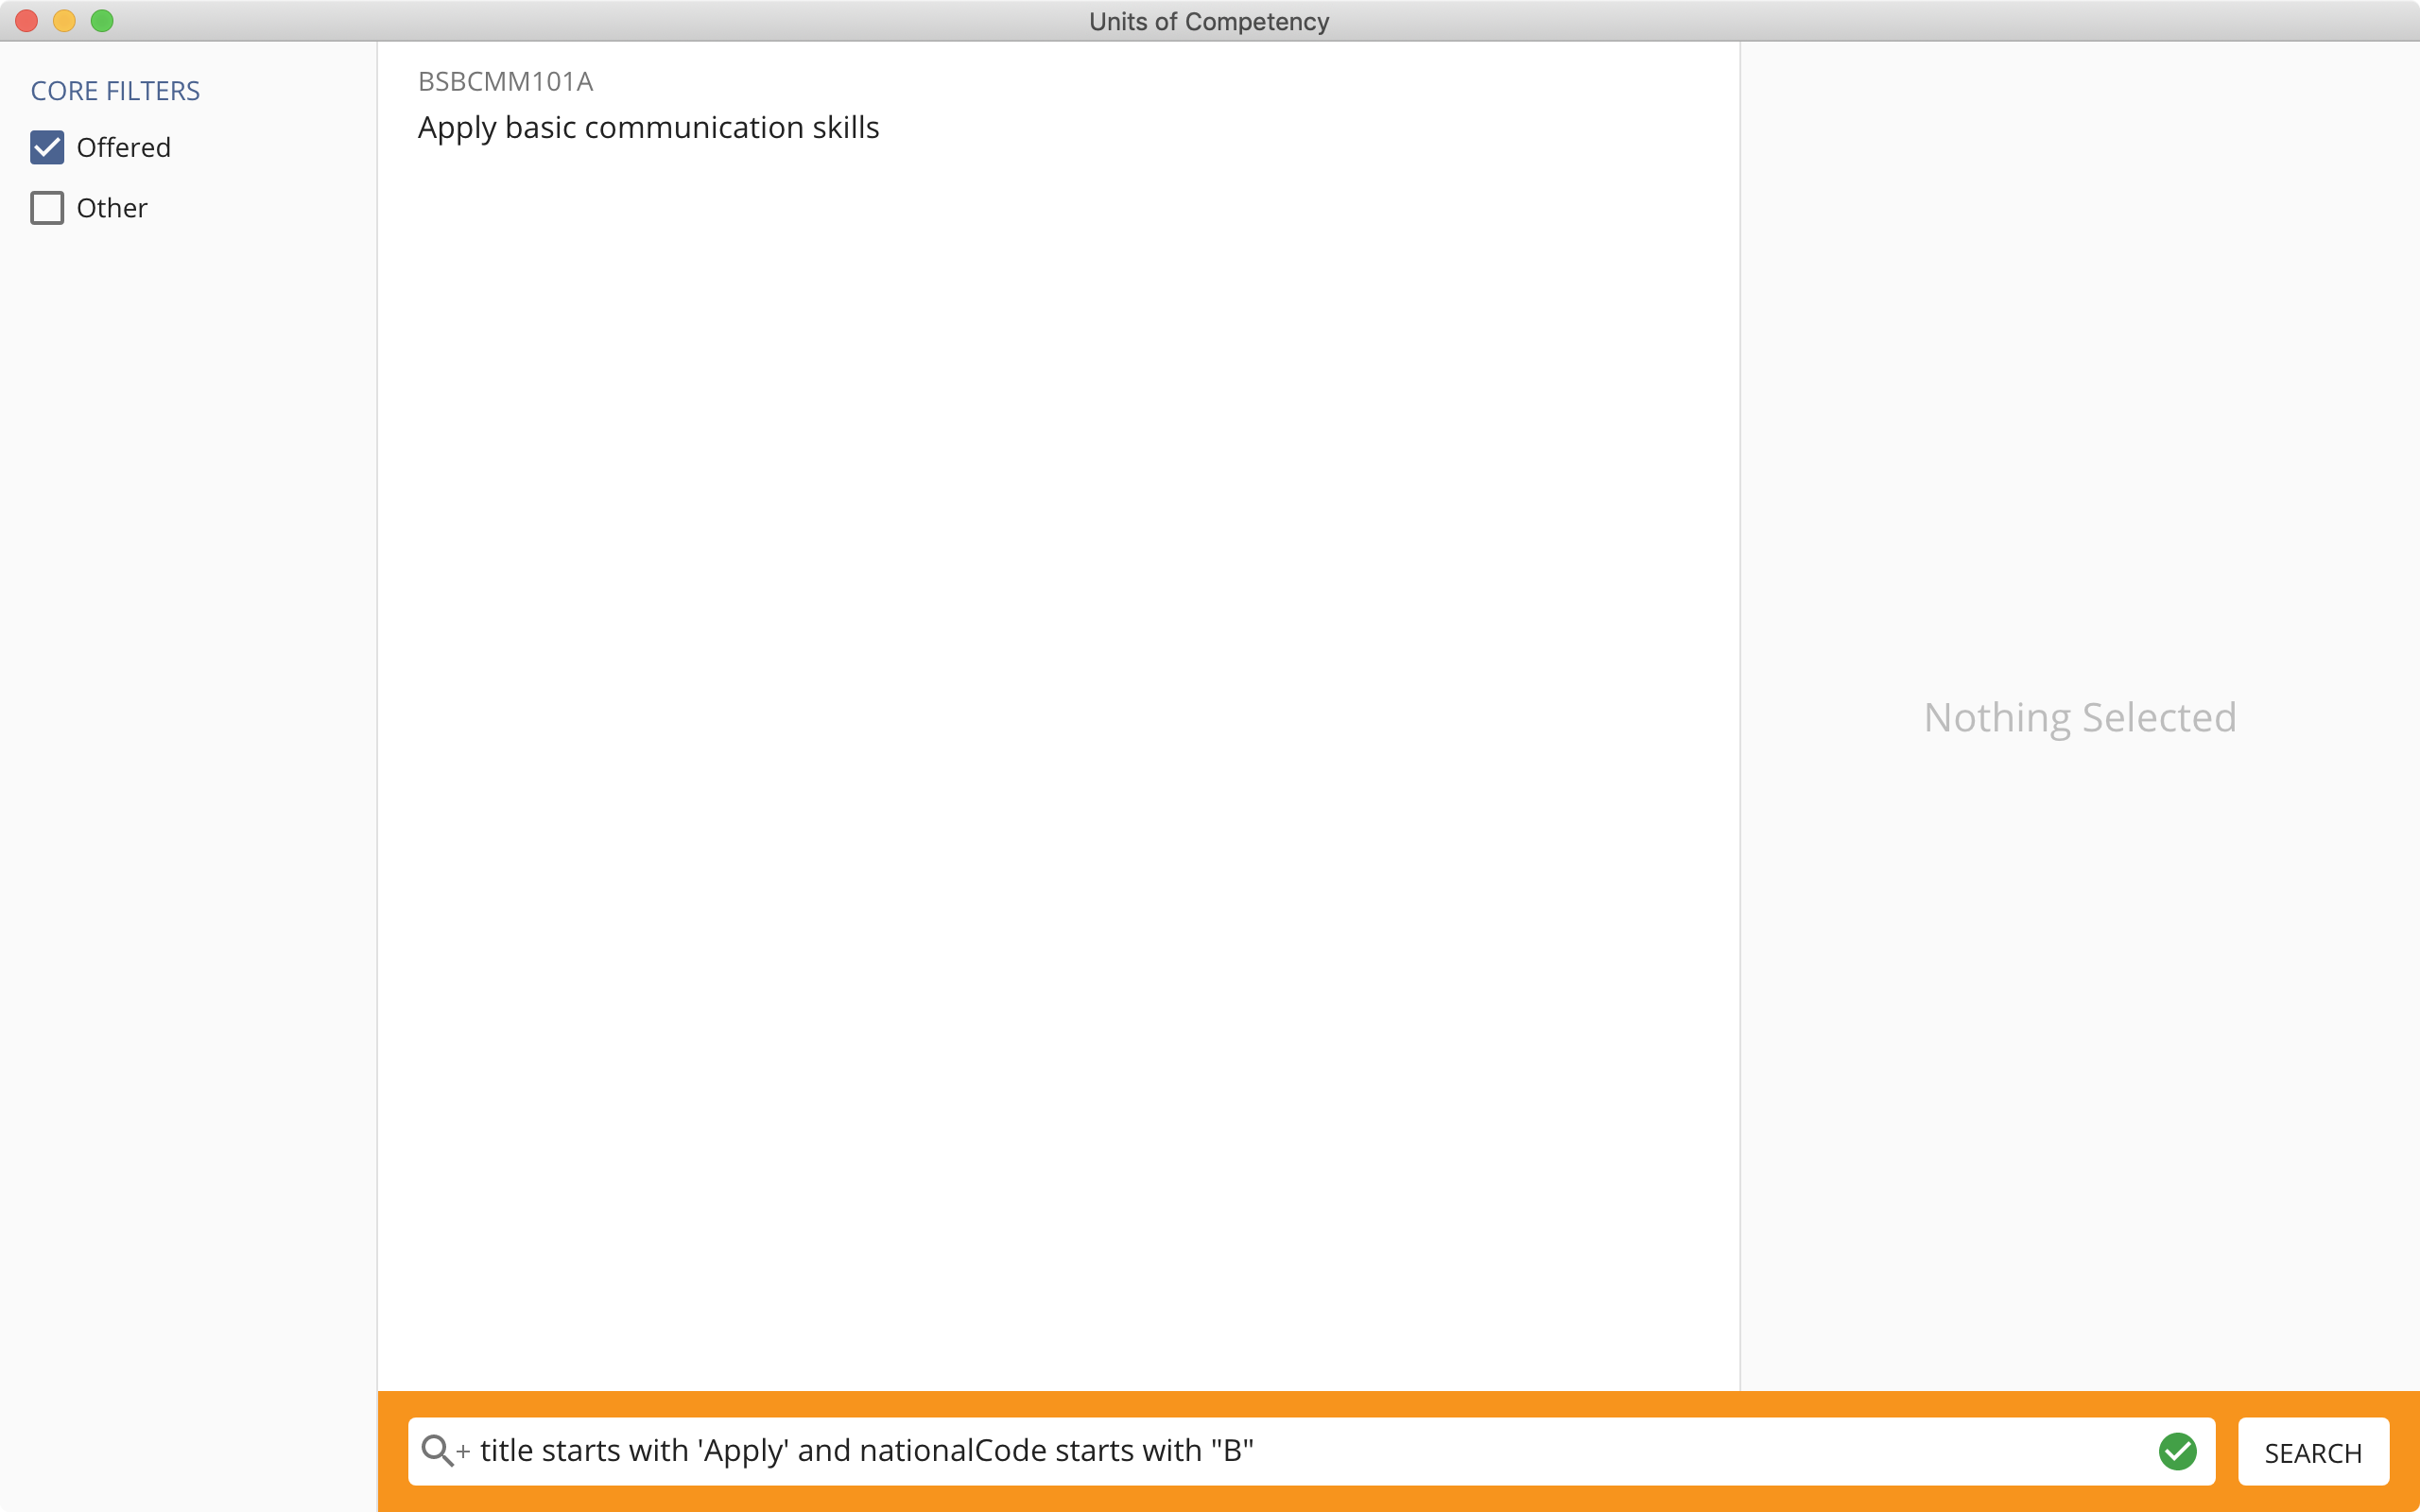 Units of Competency
CORE FILTERS
Offered
Other
BSBCMM101A
Apply basic communication skills
Nothing Selected
+ title starts with 'Apply' and nationalCode starts with "B"
SEARCH